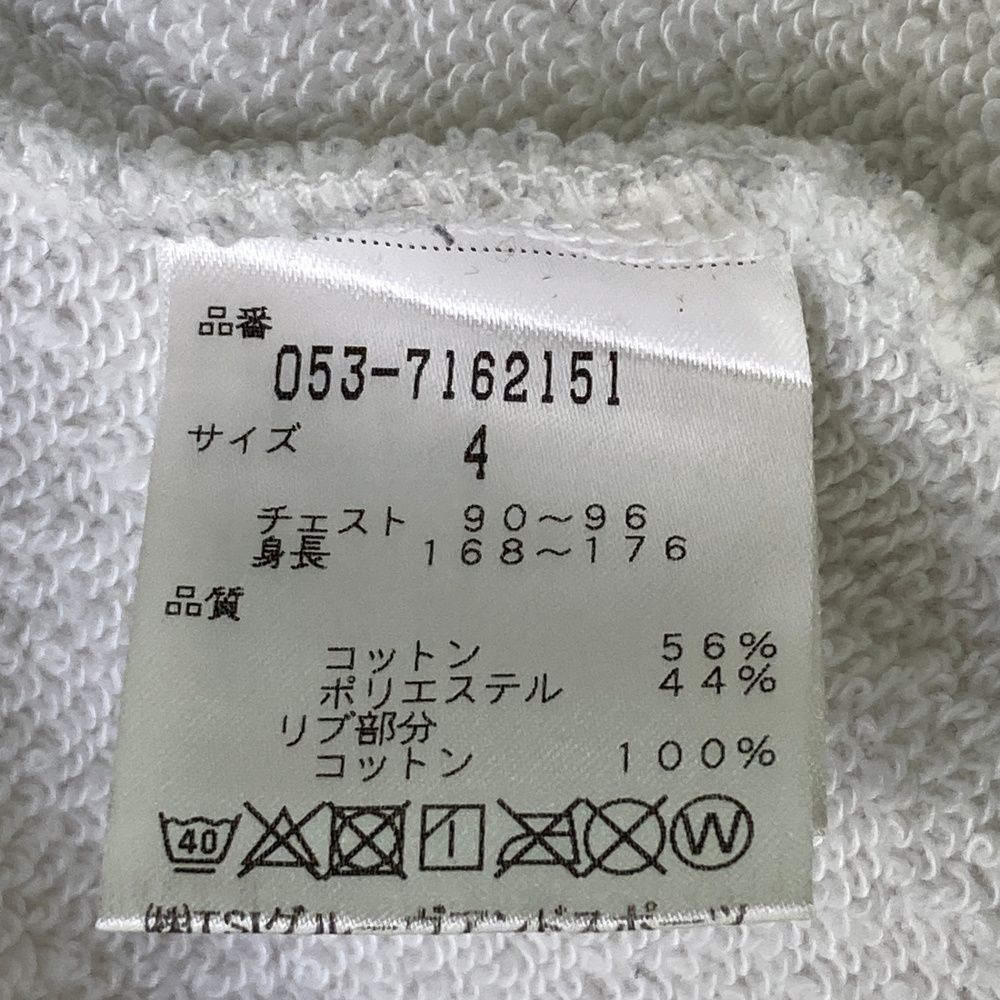 品番
053-7162151
サイズ 4
チェスト 90～96
身長 168～176
品質
コットン 56%
ポリエステル 44%
リブ部分
コットン 100%
40 W